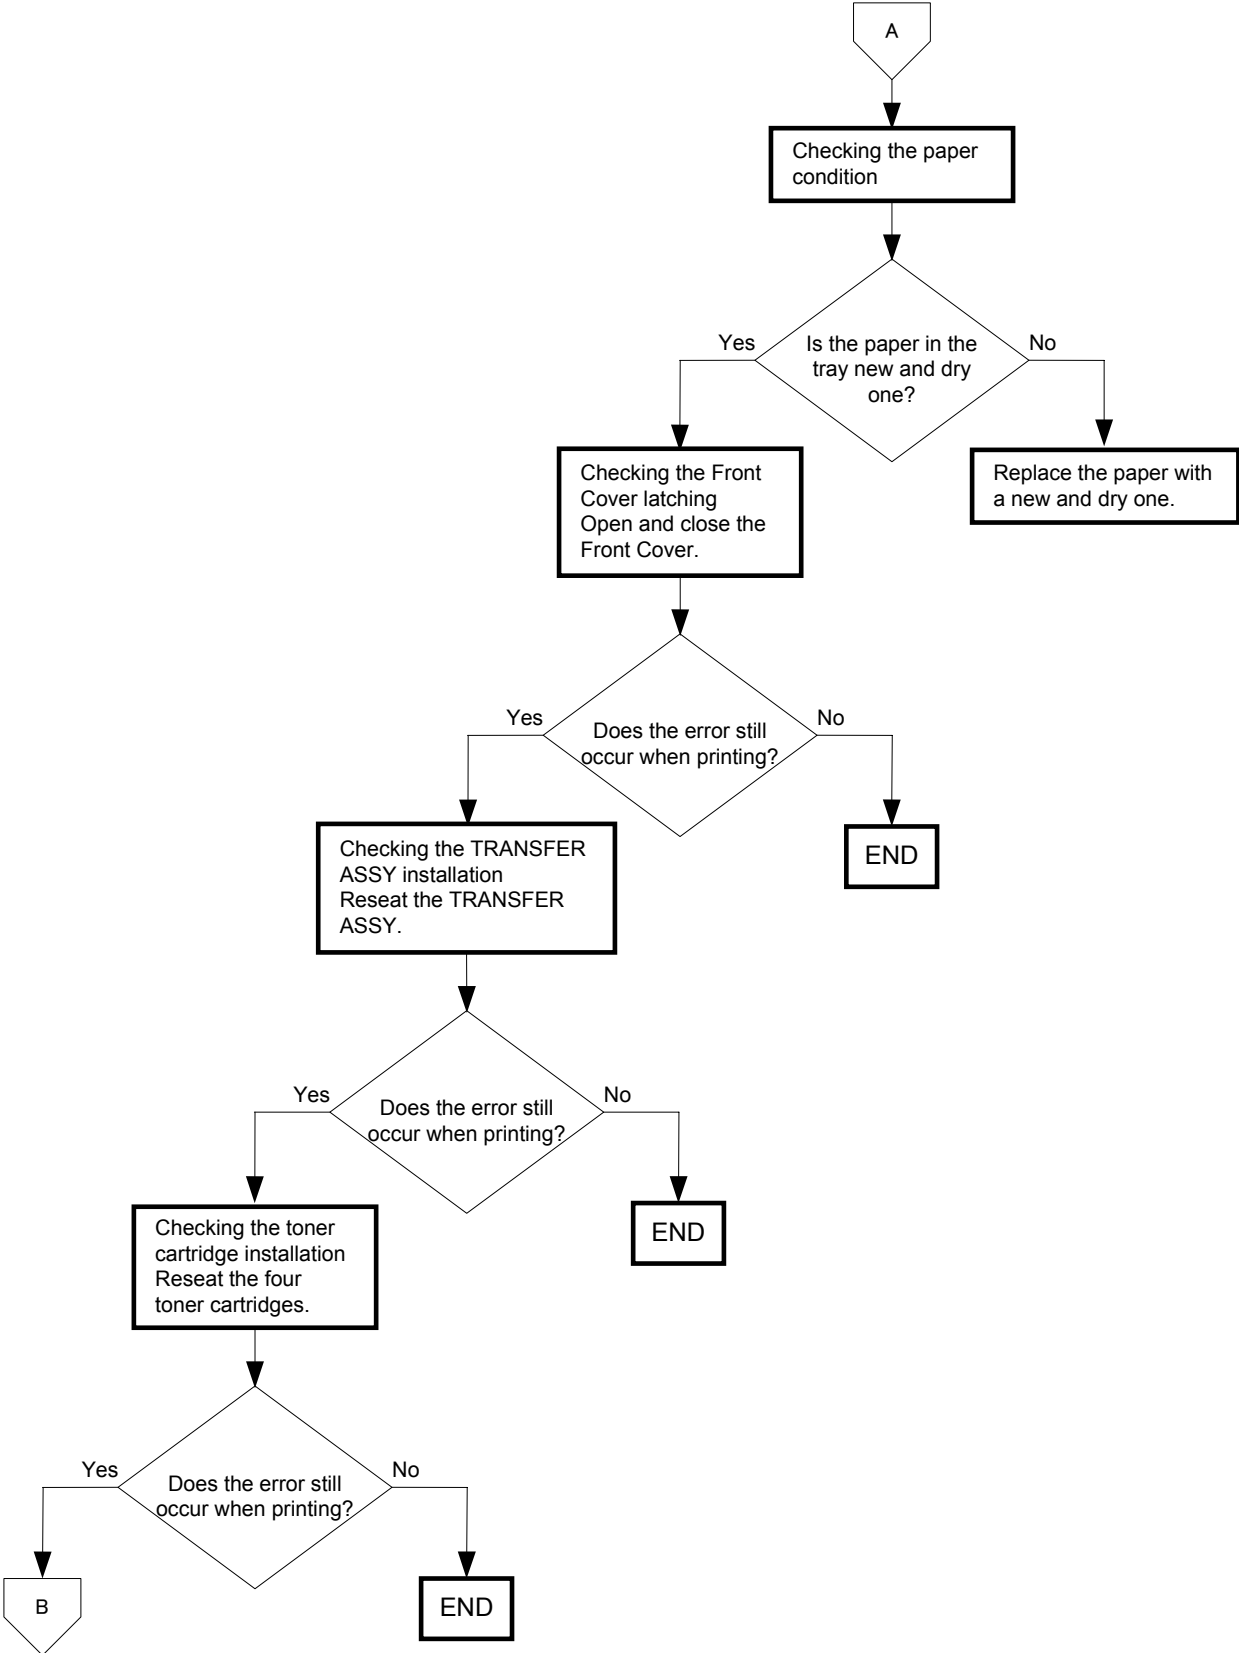 A
Checking the paper
condition
Yes
Is the paper in the
tray new and dry
one?
No
Checking the Front
Cover latching
Open and close the
Front Cover.
Replace the paper with
a new and dry one.
Yes
Does the error still
occur when printing?
No
Checking the TRANSFER
ASSY installation
Reseat the TRANSFER
ASSY.
END
Yes
Does the error still
occur when printing?
No
Checking the toner
cartridge installation
Reseat the four
toner cartridges.
END
Yes
Does the error still
occur when printing?
No
B
END